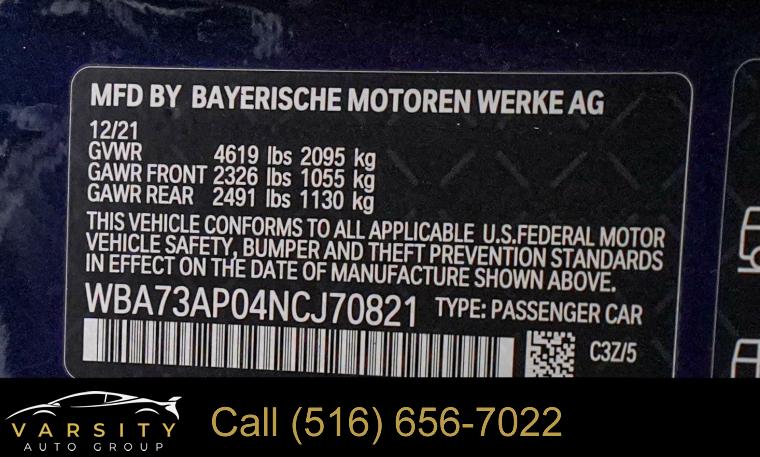 MFD BY BAYERISCHE MOTOREN WERKE AG
12/21
GVWR 4619 lbs 2095 kg
GAWR FRONT 2326 lbs 1055 kg
GAWR REAR 2491 lbs 1130 kg
THIS VEHICLE CONFORMS TO ALL APPLICABLE U.S.FEDERAL MOTOR
VEHICLE SAFETY, BUMPER AND THEFT PREVENTION STANDARDS
IN EFFECT ON THE DATE OF MANUFACTURE SHOWN ABOVE.
WBA73AP04NCJ70821 TYPE: PASSENGER CAR
C3Z/5
VARSITY
AUTO GROUP
Call (516) 656-7022